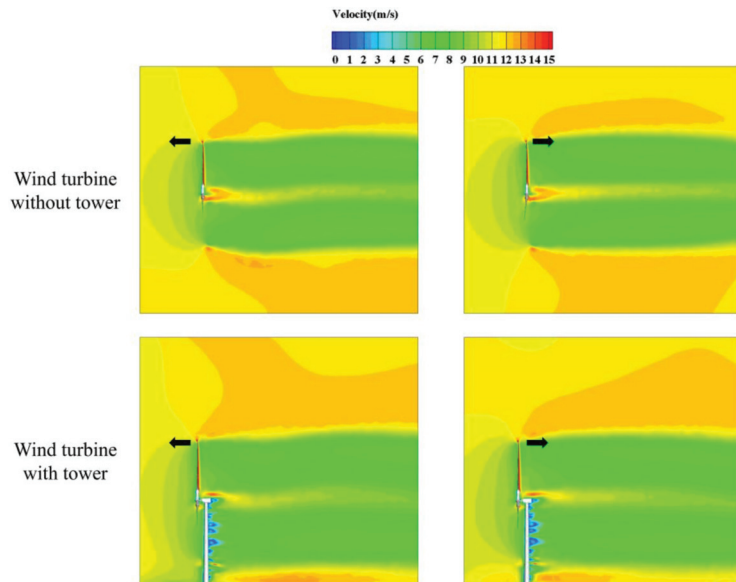 Velocity(m/s)
0 1 2 3 4 5 6 7 8 9 10 11 12 13 14 15
Wind turbine
without tower
Wind turbine
with tower